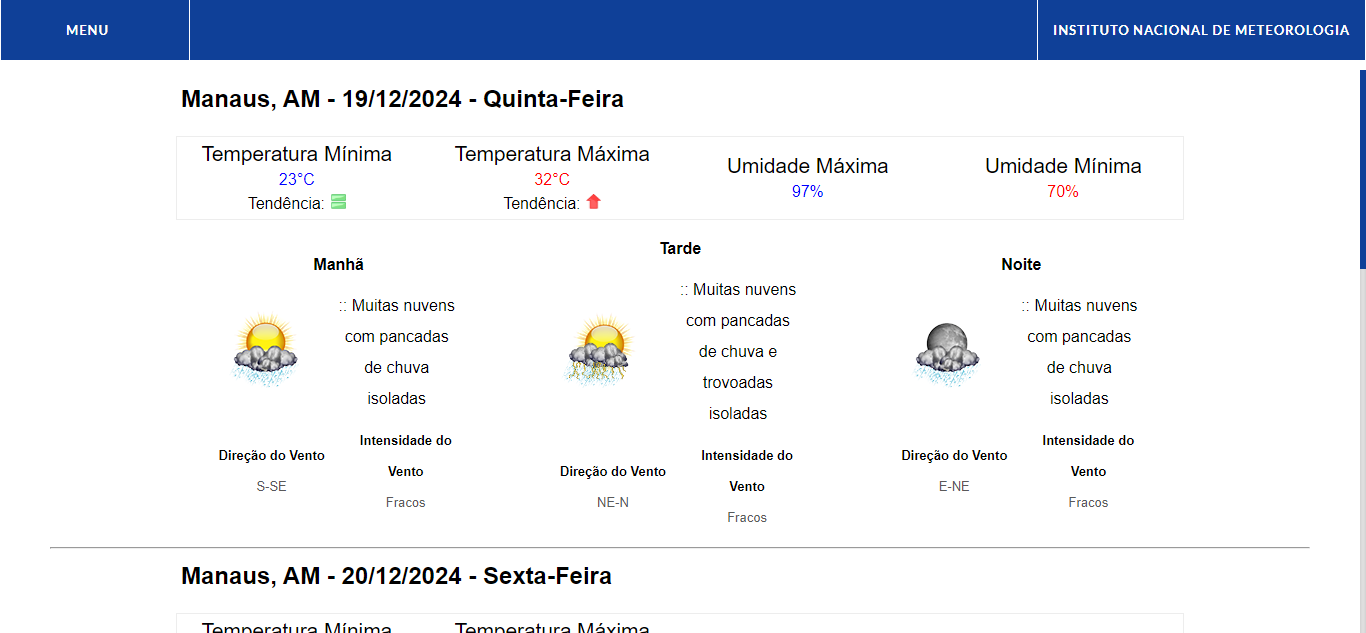 MENU
INSTITUTO NACIONAL DE METEOROLOGIA
Manaus, AM - 19/12/2024 - Quinta-Feira
Temperatura Mínima
23°C
Tendência:
Temperatura Máxima
32°C
Tendência:
Umidade Máxima
97%
Umidade Mínima
70%
Manhã
:: Muitas nuvens
com pancadas
de chuva
isoladas
Direção do Vento
S-SE
Intensidade do
Vento
Fracos
Tarde
:: Muitas nuvens
com pancadas
de chuva e
trovoadas
isoladas
Direção do Vento
NE-N
Intensidade do
Vento
Fracos
Noite
:: Muitas nuvens
com pancadas
de chuva
isoladas
Direção do Vento
E-NE
Intensidade do
Vento
Fracos
Manaus, AM - 20/12/2024 - Sexta-Feira
Temperatura Mínima
Temperatura Máxima